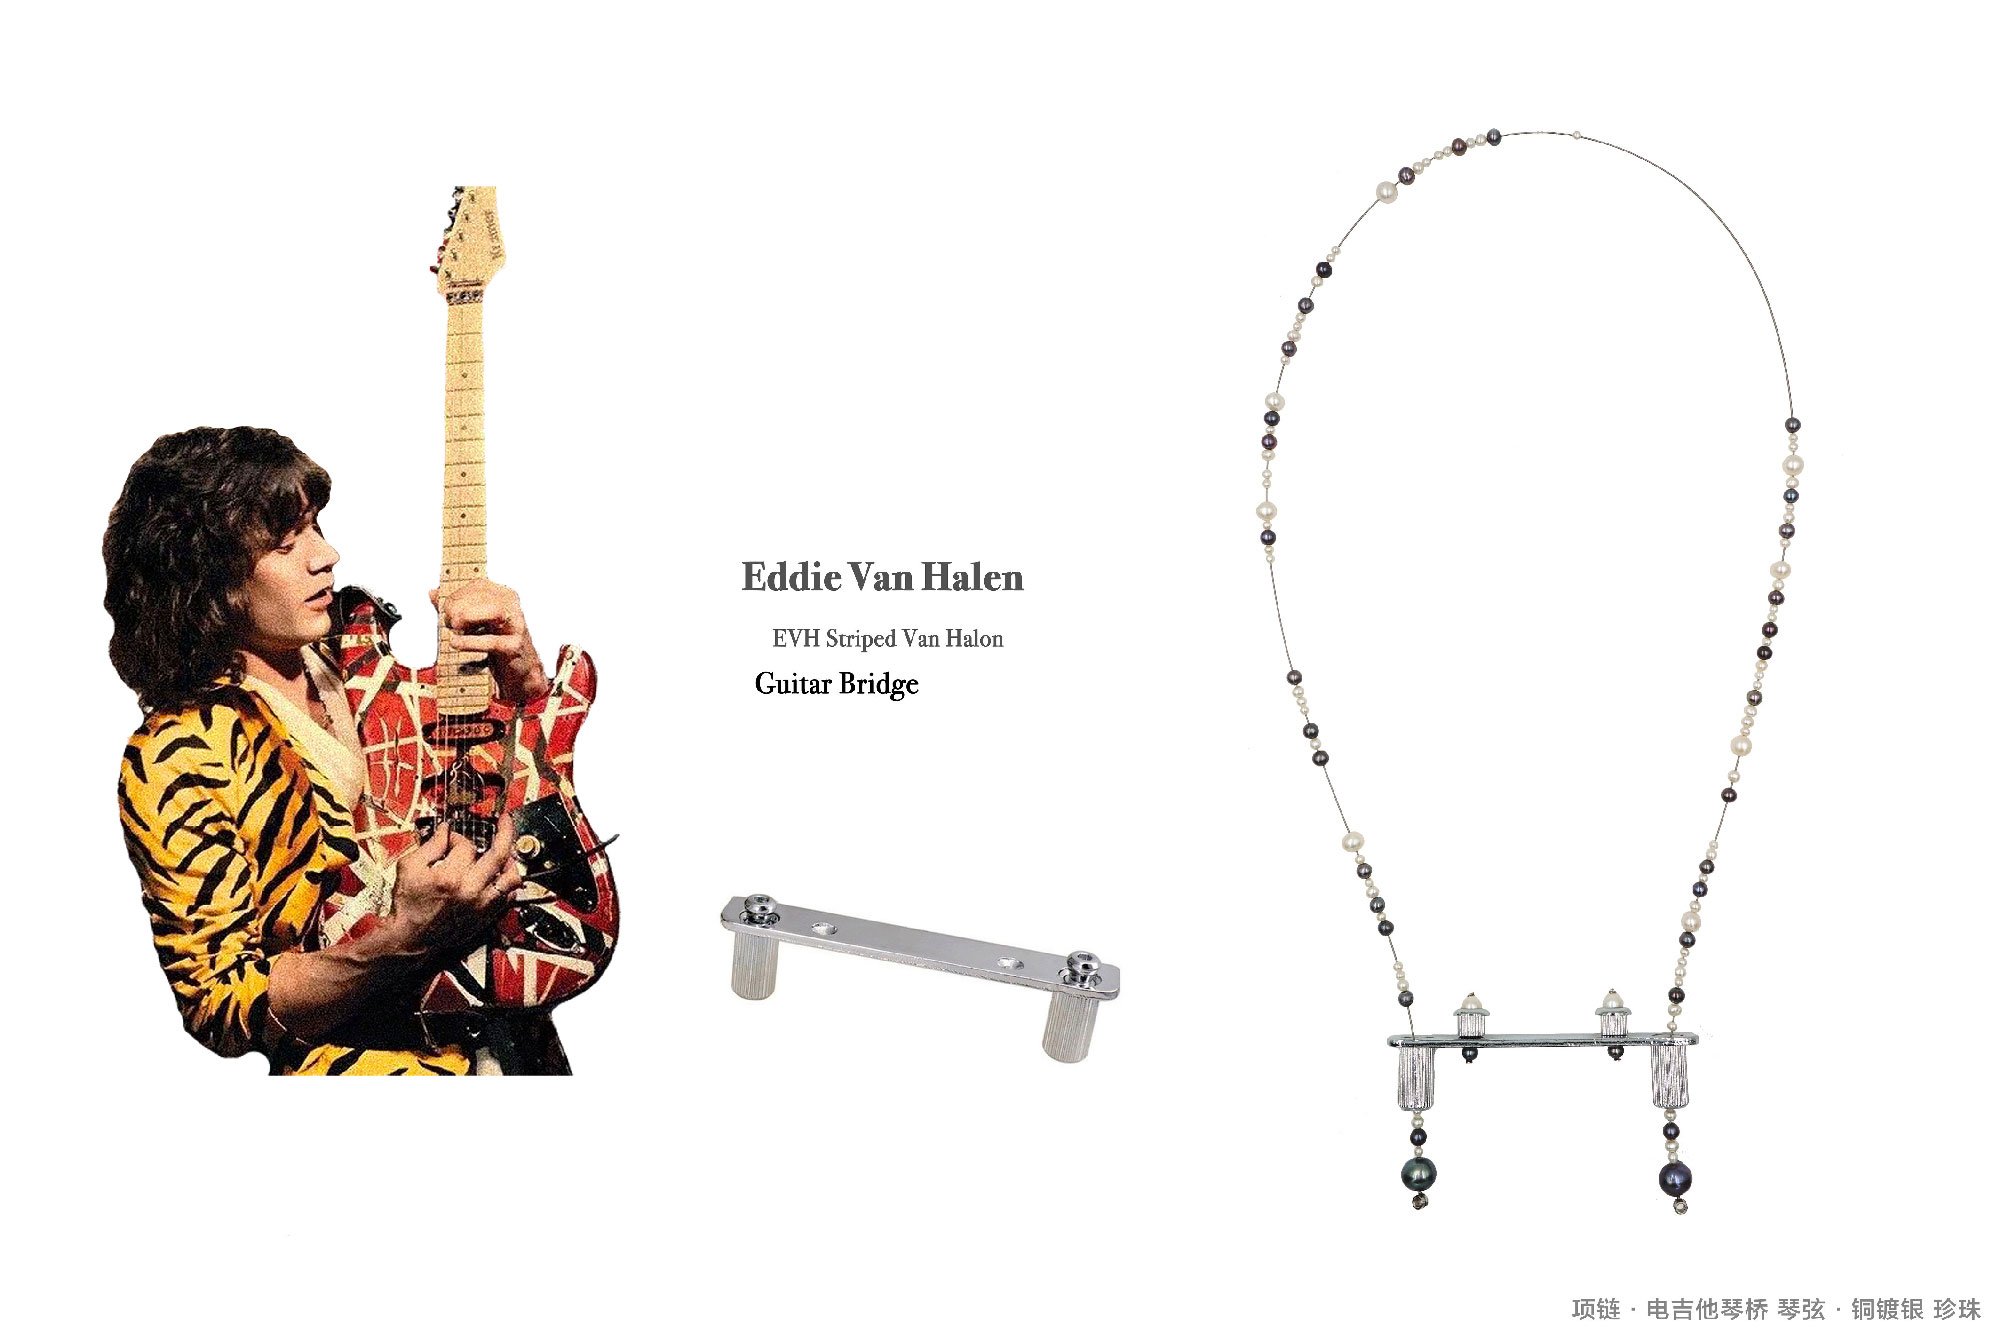 Eddie Van Halen
EVH Striped Van Halon
Guitar Bridge
项链 · 电吉他琴桥 琴弦 · 铜镀银 珍珠